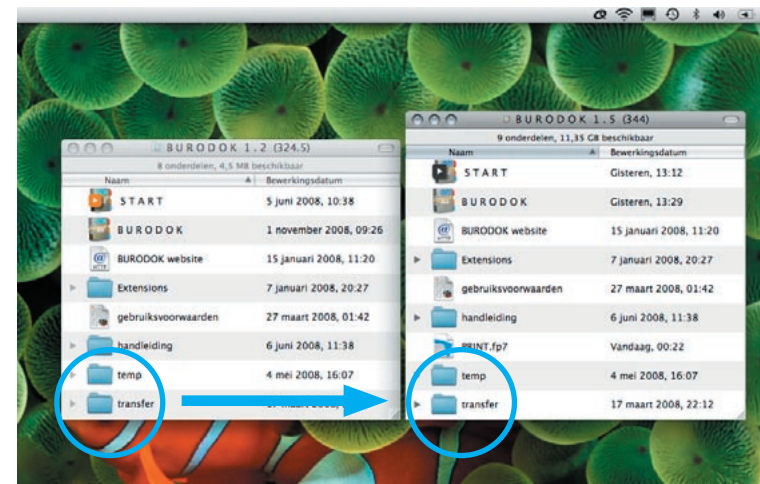 BURODOK 1.2 (324.5)
8 onderdelen, 4,5 MB beschikbaar
Naam Bewerkingsdatum
START 5 juni 2008, 10:38
BURODOK 1 november 2008, 09:26
BURODOK website 15 januari 2008, 11:20
Extensions 7 januari 2008, 20:27
gebruiksvoorwaarden 27 maart 2008, 01:42
handleiding 6 juni 2008, 11:38
temp 4 mei 2008, 16:07
transfer
BURODOK 1.5 (344)
9 onderdelen, 11,35 GB beschikbaar
Naam Bewerkingsdatum
START Gisteren, 13:12
BURODOK Gisteren, 13:29
BURODOK website 15 januari 2008, 11:20
Extensions 7 januari 2008, 20:27
gebruiksvoorwaarden 27 maart 2008, 01:42
handleiding 6 juni 2008, 11:38
PRINT.fp7 Vandaag, 00:22
temp 4 mei 2008, 16:07
transfer 17 maart 2008, 22:12